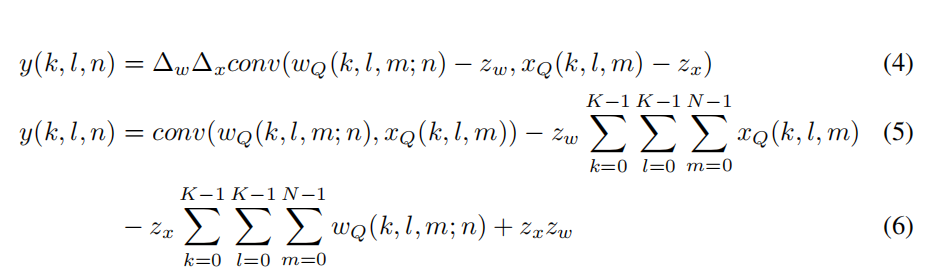 y(k, l, n) = Δ_w Δ_x conv(w_Q(k, l, m; n) − z_w, x_Q(k, l, m) − z_x) (4)
y(k, l, n) = conv(w_Q(k, l, m; n), x_Q(k, l, m)) − z_w ∑_{k=0}^{K−1} ∑_{l=0}^{K−1} ∑_{m=0}^{N−1} x_Q(k, l, m) (5)
− z_x ∑_{k=0}^{K−1} ∑_{l=0}^{K−1} ∑_{m=0}^{N−1} w_Q(k, l, m; n) + z_x z_w (6)